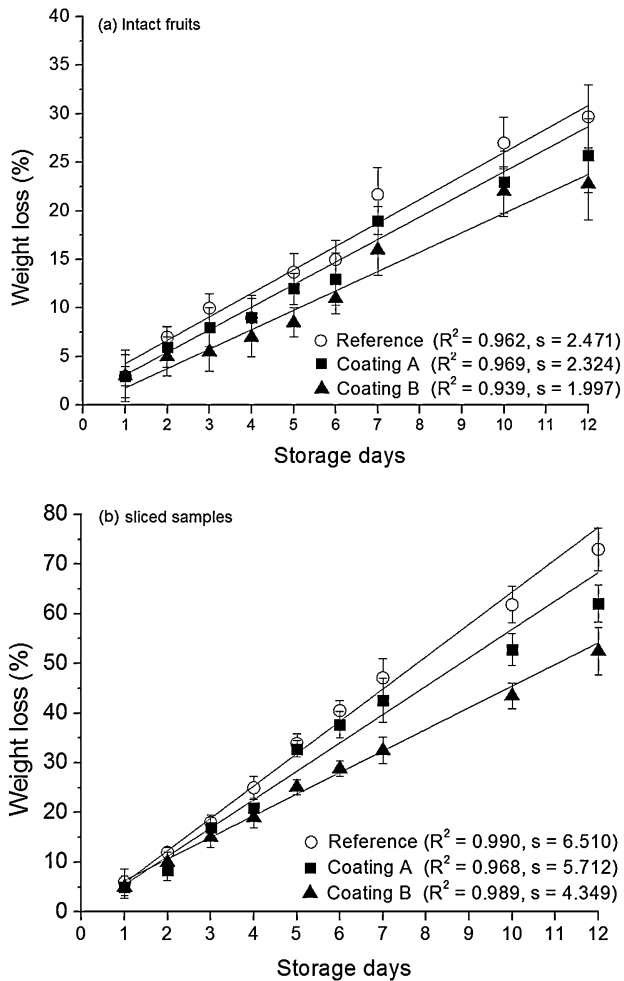 (a) Intact fruits
40
35
30
25
20
15
10
5
0
Weight loss (%)
Reference (R² = 0.962, s = 2.471)
Coating A (R² = 0.969, s = 2.324)
Coating B (R² = 0.939, s = 1.997)
0 1 2 3 4 5 6 7 8 9 10 11 12
Storage days
(b) sliced samples
80
70
60
50
40
30
20
10
0
Weight loss (%)
Reference (R² = 0.990, s = 6.510)
Coating A (R² = 0.968, s = 5.712)
Coating B (R² = 0.989, s = 4.349)
0 1 2 3 4 5 6 7 8 9 10 11 12
Storage days